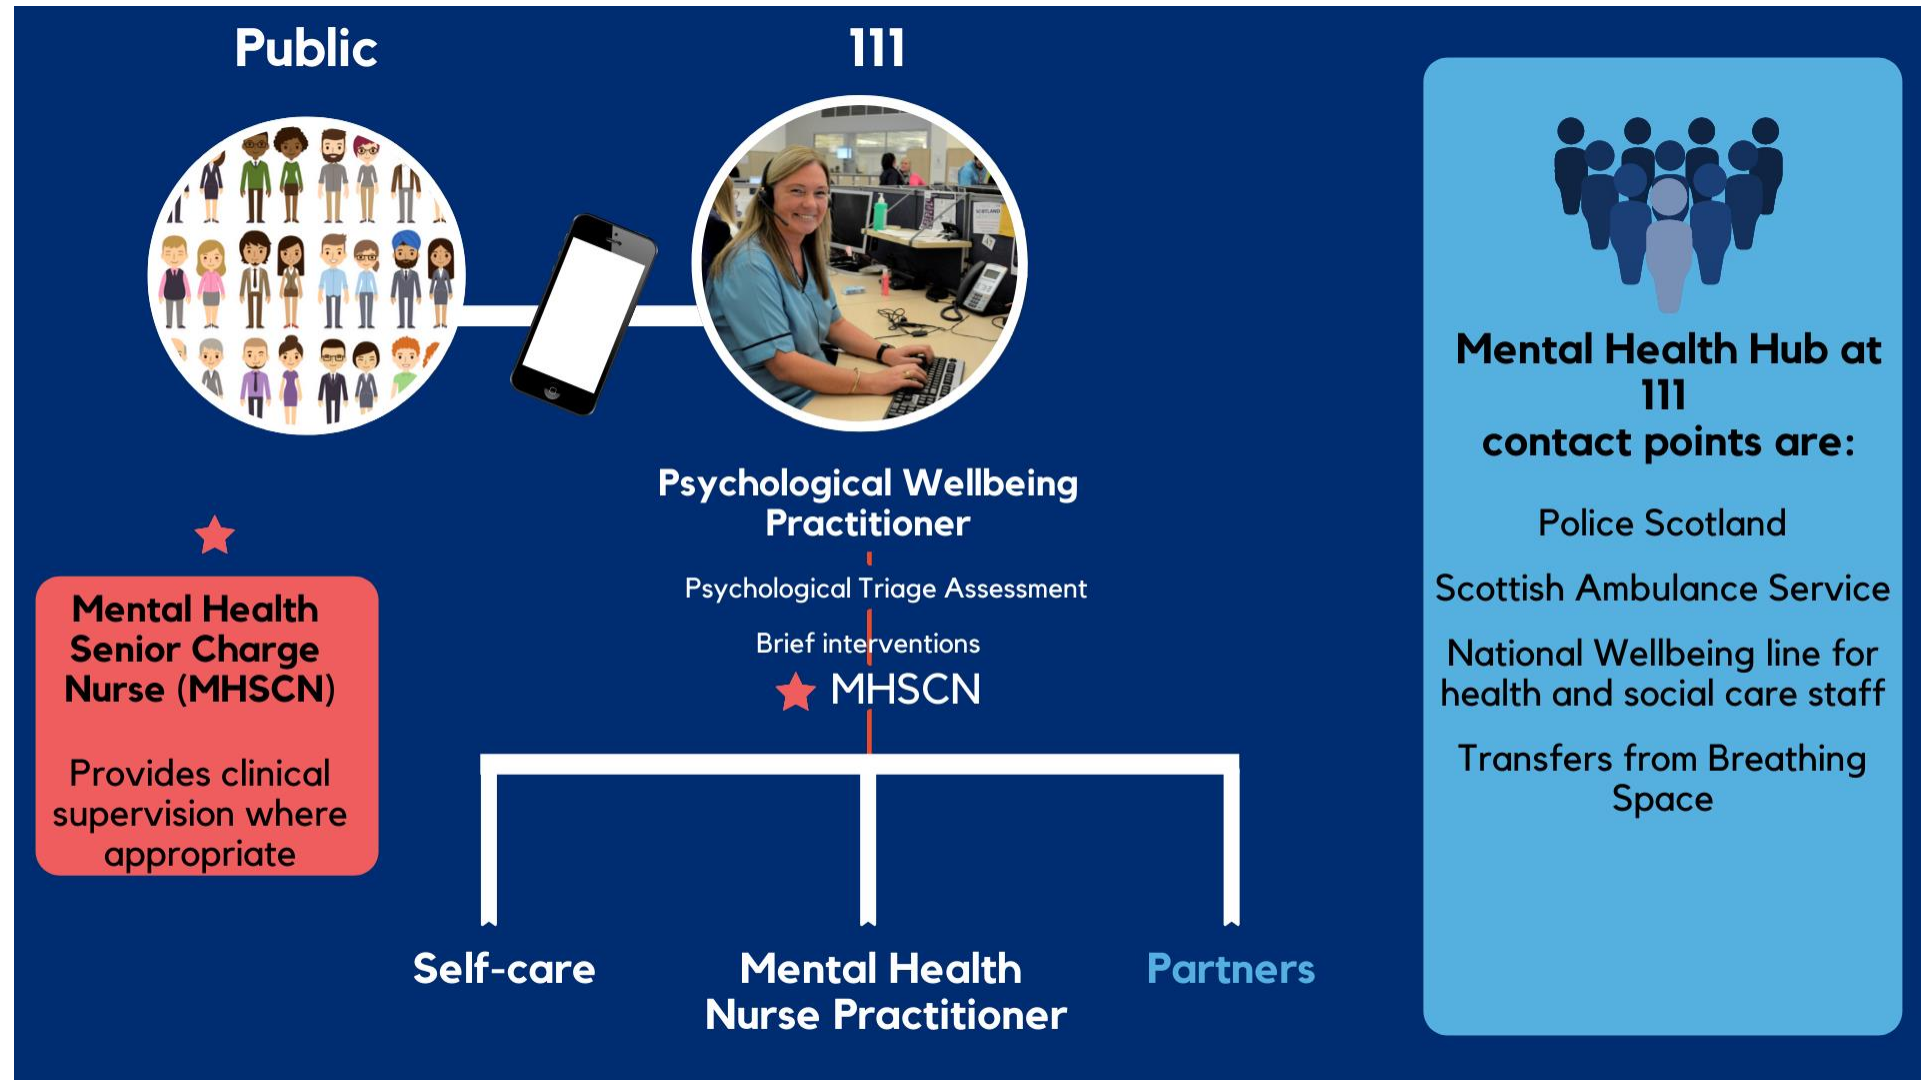 Public
111
Psychological Wellbeing
Practitioner
Psychological Triage Assessment
Brief interventions
MHSCN
Mental Health
Senior Charge
Nurse (MHSCN)
Provides clinical
supervision where
appropriate
Self-care
Mental Health
Nurse Practitioner
Partners
Mental Health Hub at
111
contact points are:
Police Scotland
Scottish Ambulance Service
National Wellbeing line for
health and social care staff
Transfers from Breathing
Space